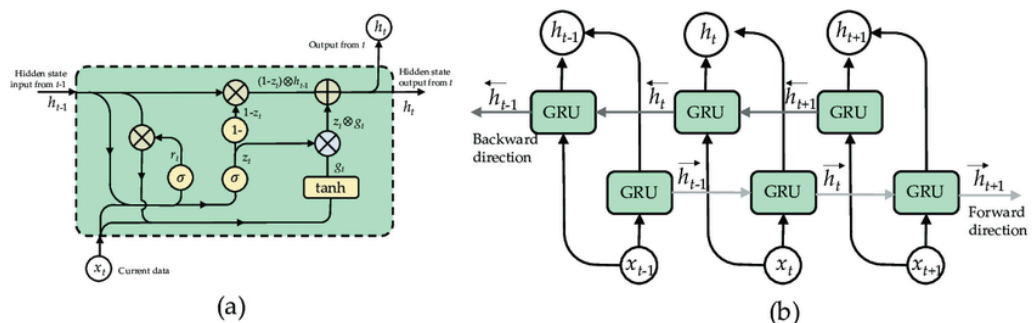 h_t
Output from t
Hidden state
input from t-1
h_{t-1}
(1-z_t)⊗h_{t-1}
Hidden state
output from t
h_t
1-z_t
1-
z_t⊗g_t
r_t
z_t
g_t
σ
σ
tanh
x_t
Current data
(a)
h_{t-1}
h_t
h_{t+1}
←h_{t-1}
GRU
←h_t
GRU
←h_{t+1}
GRU
Backward
direction
GRU
→h_{t-1}
GRU
→h_t
GRU
→h_{t+1}
Forward
direction
x_{t-1}
x_t
x_{t+1}
(b)